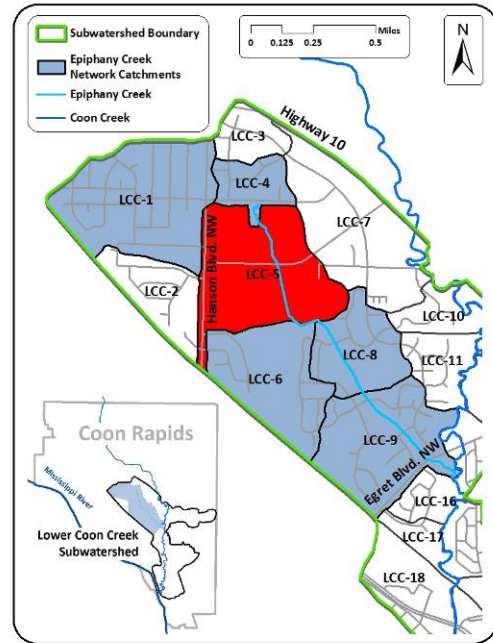 Subwatershed Boundary
Epiphany Creek
Network Catchments
Epiphany Creek
Coon Creek
Miles
0 0.125 0.25 0.5
N
Highway 10
LCC-3
LCC-4
LCC-1
LCC-7
Hanson Blvd. NW
LCC-5
LCC-2
LCC-10
LCC-8
LCC-11
LCC-6
LCC-9
Egret Blvd. NW
LCC-16
LCC-17
LCC-18
Coon Rapids
Mississippi River
Lower Coon Creek
Subwatershed